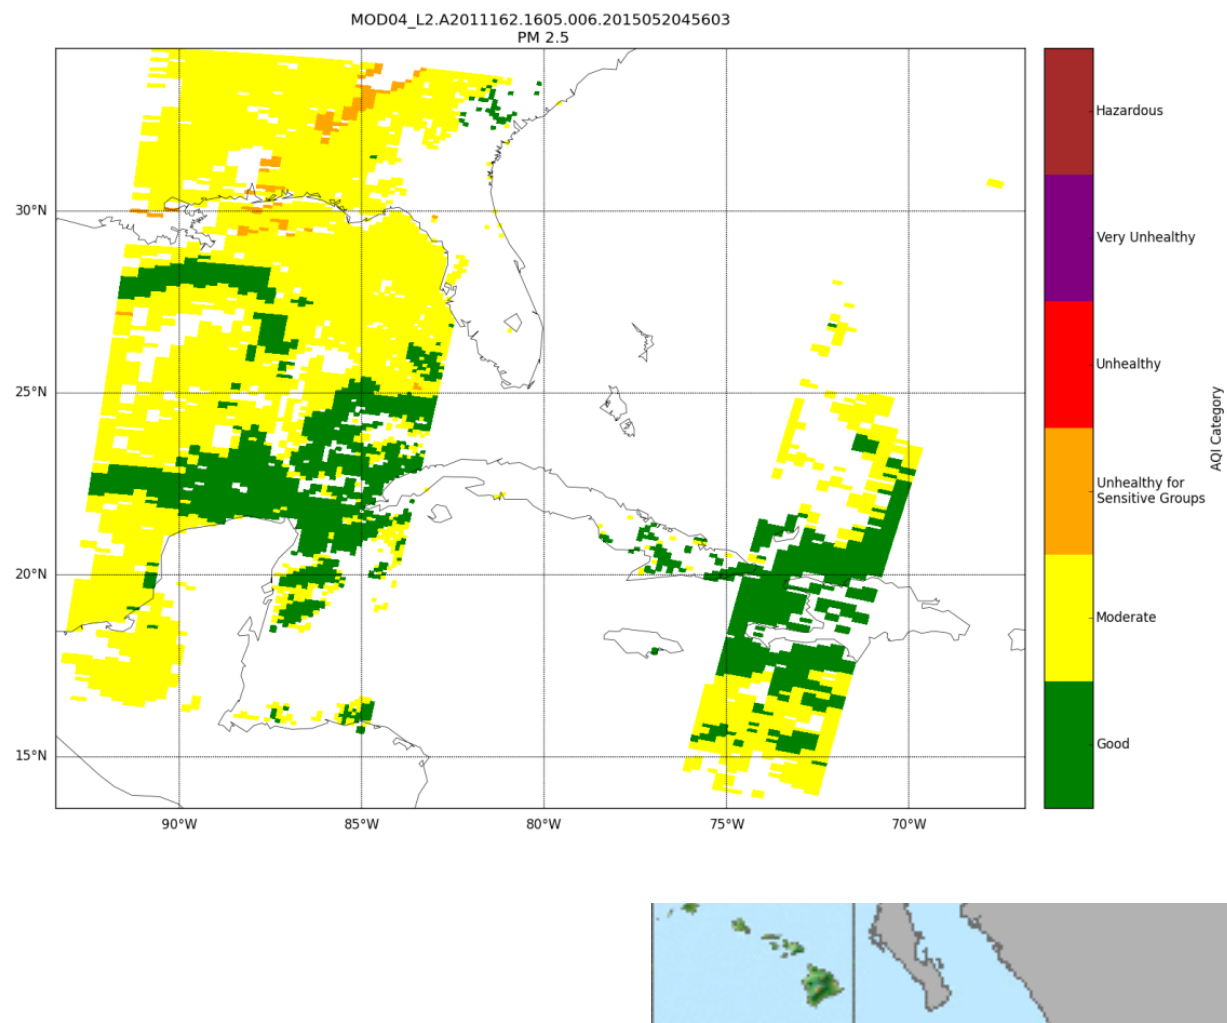 MOD04_L2.A2011162.1605.006.2015052045603
PM 2.5
30°N
25°N
20°N
15°N
90°W
85°W
80°W
75°W
70°W
Hazardous
Very Unhealthy
Unhealthy
Unhealthy for
Sensitive Groups
Moderate
Good
AQI Category